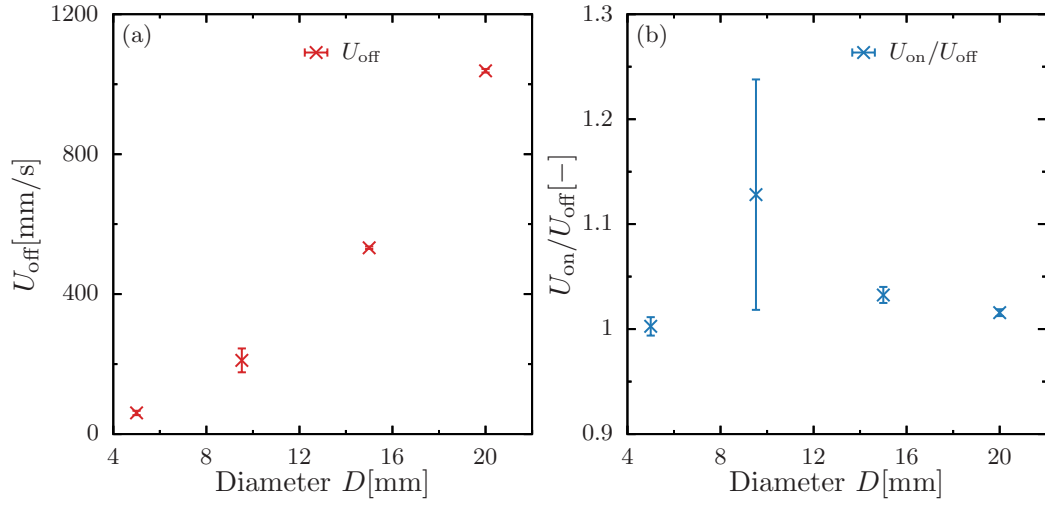 (a)
U_off
1200
800
400
0
4 8 12 16 20
U_off[mm/s]
Diameter D[mm]
(b)
U_on/U_off
1.3
1.2
1.1
1
0.9
4 8 12 16 20
U_on/U_off[−]
Diameter D[mm]